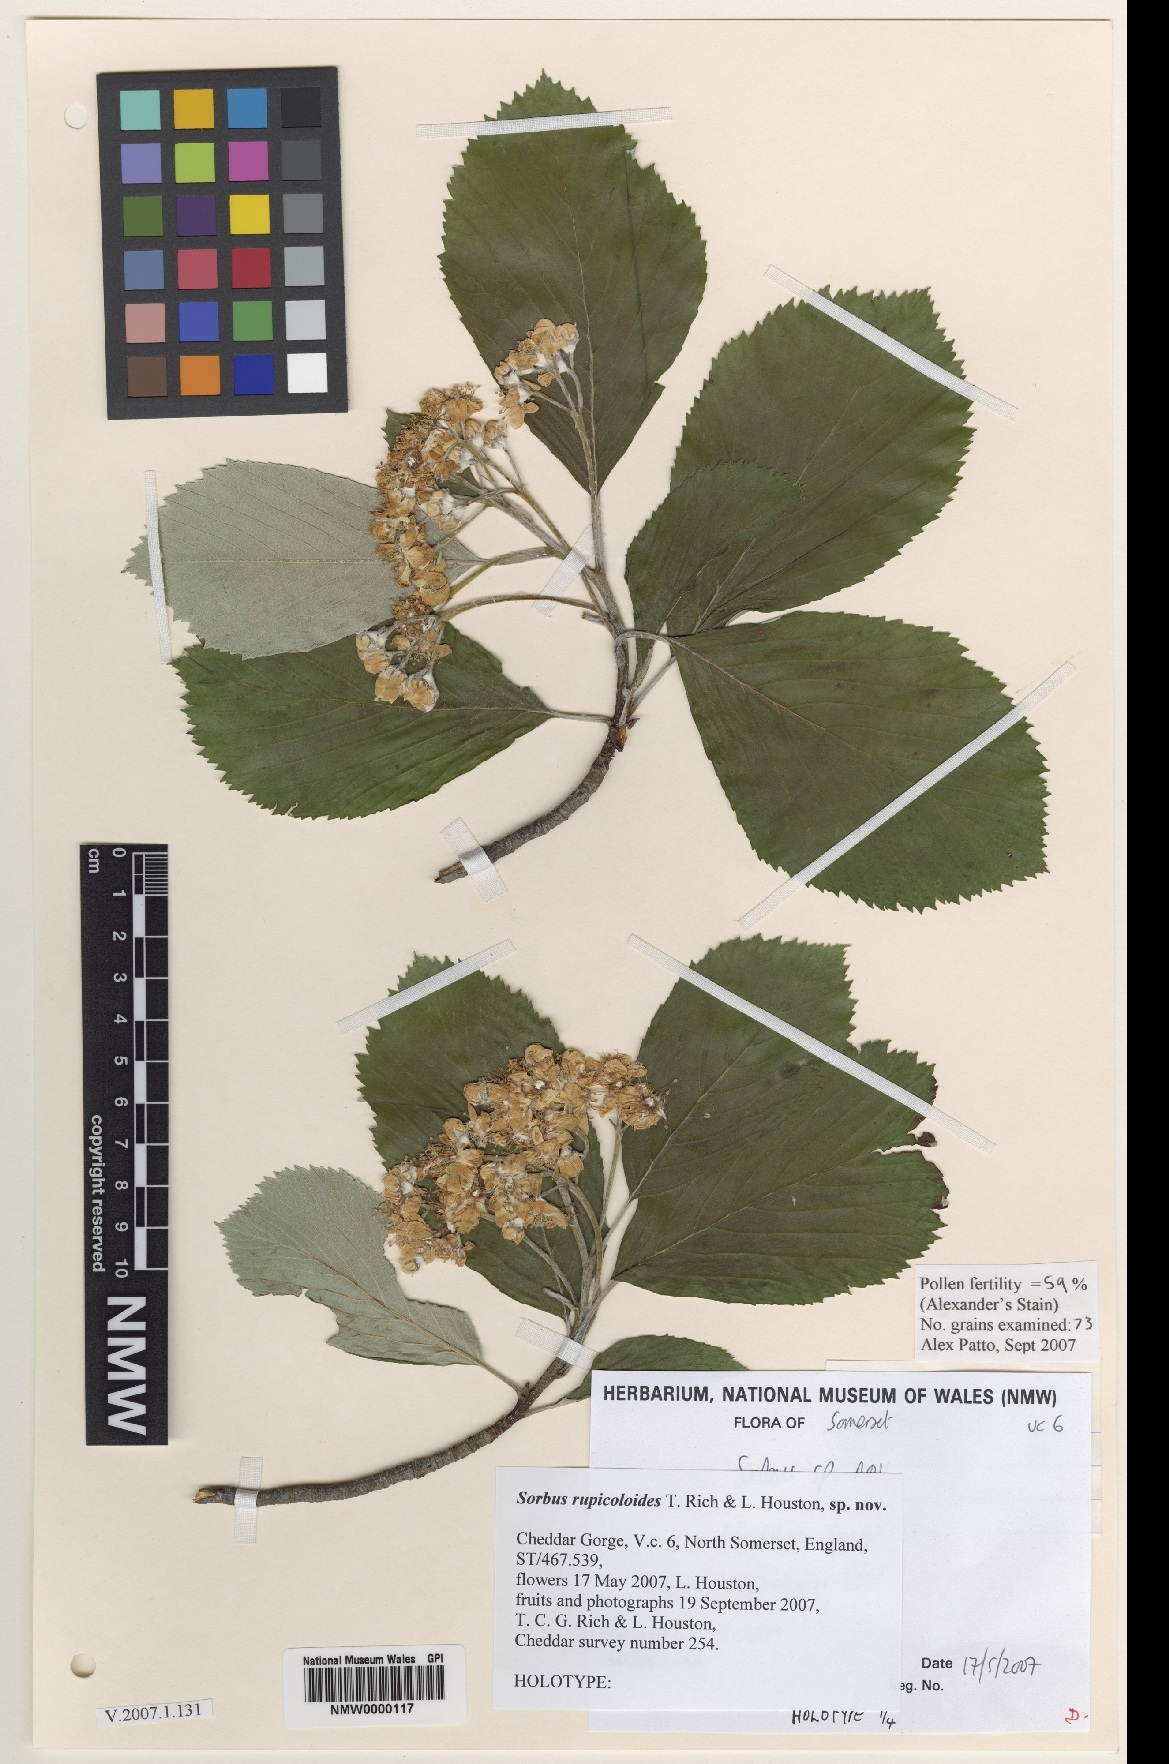 cm
0
1
2
3
4
5
6
7
8
9
10
copyright reserved
NMW
Pollen fertility =59%
(Alexander's Stain)
No. grains examined: 73
Alex Patto, Sept 2007
HERBARIUM, NATIONAL MUSEUM OF WALES (NMW)
FLORA OF Somerset vc 6
Sorbus rupicoloides T. Rich & L. Houston, sp. nov.
Cheddar Gorge, V.c. 6, North Somerset, England,
ST/467.539,
flowers 17 May 2007, L. Houston,
fruits and photographs 19 September 2007,
T. C. G. Rich & L. Houston,
Cheddar survey number 254.
HOLOTYPE:
Date 17/5/2007
eg. No.
HOLOTYPE 1/4
D.
National Museum Wales GPI
NMW0000117
V.2007.1.131